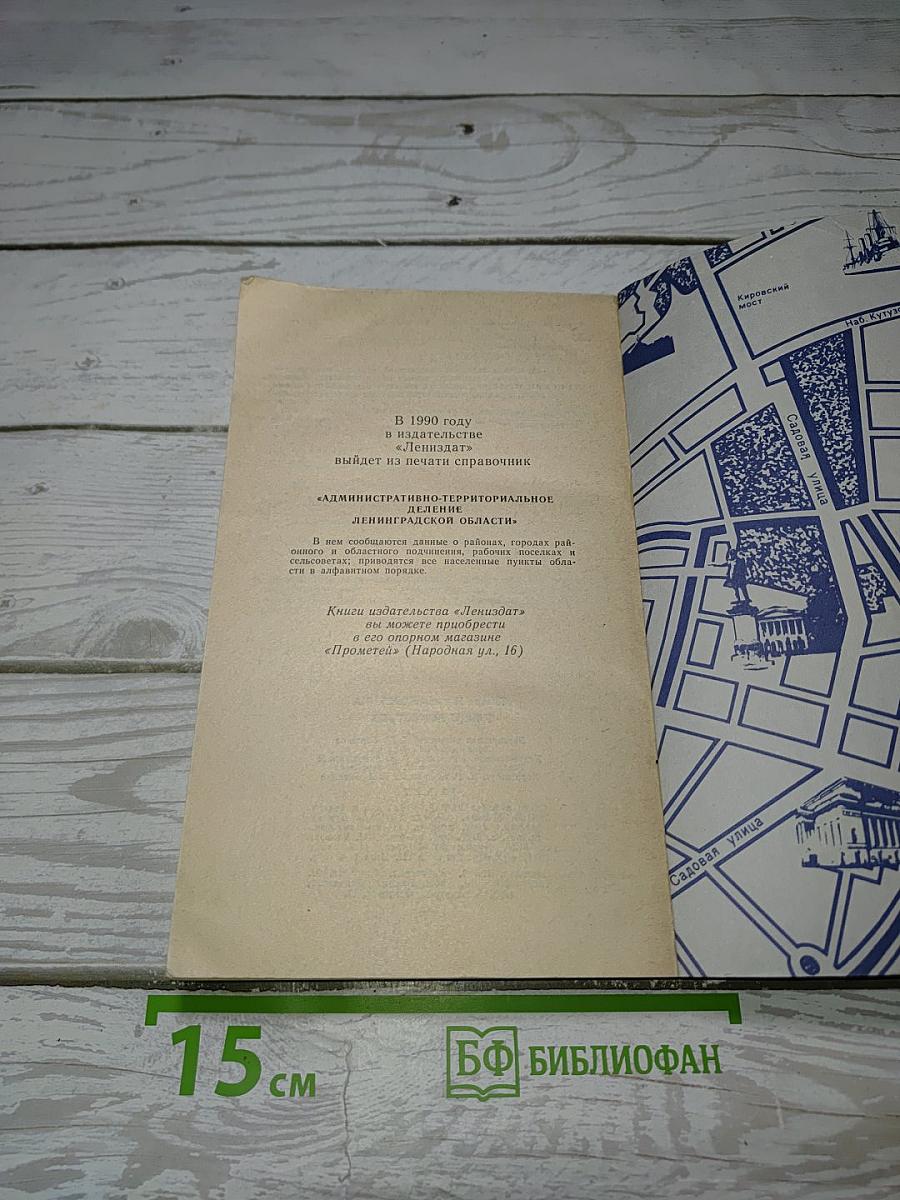 В 1990 году
в издательстве
«Лениздат»
выйдет из печати справочник
«АДМИНИСТРАТИВНО-ТЕРРИТОРИАЛЬНОЕ
ДЕЛЕНИЕ
ЛЕНИНГРАДСКОЙ ОБЛАСТИ»
В нем сообщаются данные о районах, городах рай-
онного и областного подчинения, рабочих поселках и
сельсоветах; приводятся все населенные пункты обла-
сти в алфавитном порядке.
Книги издательства «Лениздат»
вы можете приобрести
в его опорном магазине
«Прометей» (Народная ул., 16)
Кировский
мост
Наб. Кутузо
Садовая улица
Садовая улица
15 см
БФ БИБЛИОФАН